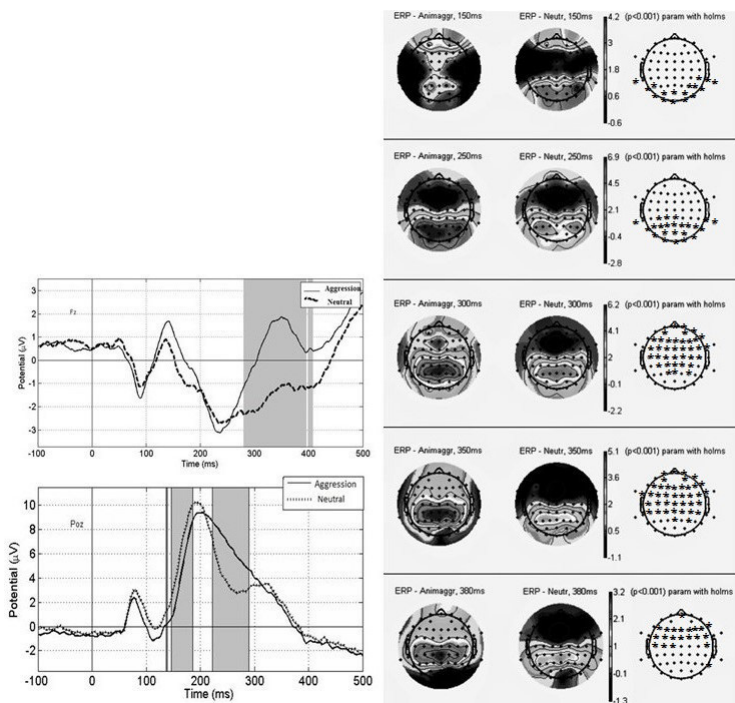 Potential (μV)
3
2
1
0
-1
-2
-3
Fz
Aggression
Neutral
-100 0 100 200 300 400 500
Time (ms)
Potential (μV)
10
8
6
4
2
0
-2
Poz
Aggression
Neutral
-100 0 100 200 300 400 500
Time (ms)
ERP - Animaggr, 150ms ERP - Neutr, 150ms 4.2 (p<0.001) param with holms
3
1.8
0.6
-0.6
ERP - Animaggr, 250ms ERP - Neutr, 250ms 6.9 (p<0.001) param with holms
4.5
2.1
-0.4
-2.8
ERP - Animaggr, 300ms ERP - Neutr, 300ms 6.2 (p<0.001) param with holms
4.1
2
-0.1
-2.2
ERP - Animaggr, 350ms ERP - Neutr, 350ms 5.1 (p<0.001) param with holms
3.6
2
0.5
-1.1
ERP - Animaggr, 380ms ERP - Neutr, 380ms 3.2 (p<0.001) param with holms
2.1
1
-0.1
-1.3